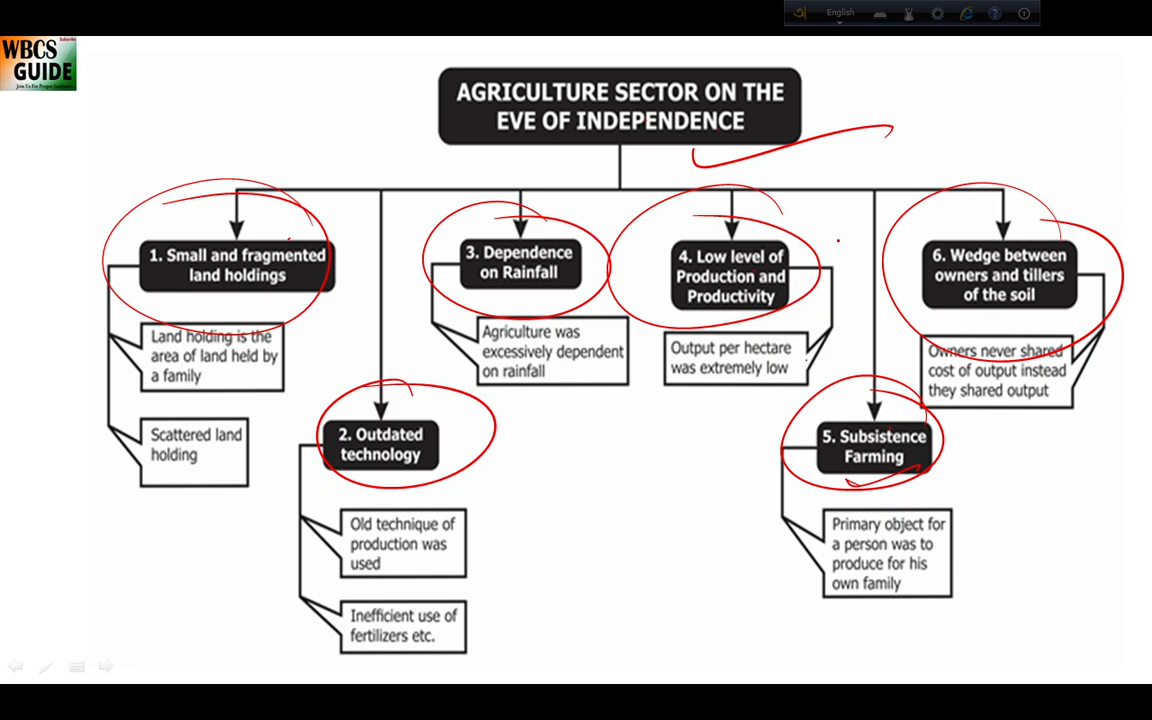 English
Subscribe
WBCS
GUIDE
AGRICULTURE SECTOR ON THE
EVE OF INDEPENDENCE
1. Small and fragmented
land holdings
Land holding is the
area of land held by
a family
Scattered land
holding
2. Outdated
technology
Old technique of
production was
used
Inefficient use of
fertilizers etc.
3. Dependence
on Rainfall
Agriculture was
excessively dependent
on rainfall
4. Low level of
Production and
Productivity
Output per hectare
was extremely low
5. Subsistence
Farming
Primary object for
a person was to
produce for his
own family
6. Wedge between
owners and tillers
of the soil
Owners never shared
cost of output instead
they shared output